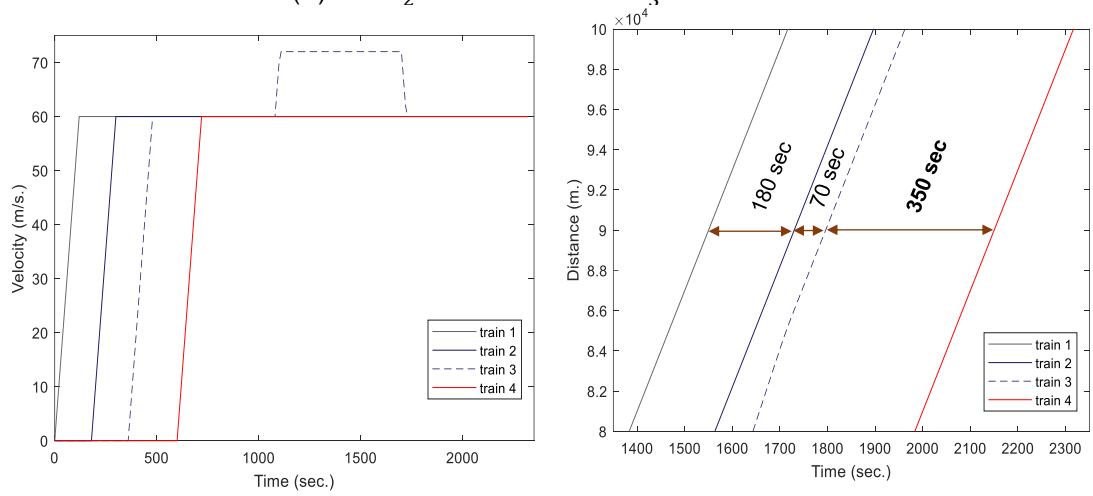 70
60
50
40
30
20
10
0
Velocity (m/s.)
0 500 1000 1500 2000
Time (sec.)
train 1
train 2
train 3
train 4
×10⁴
10
9.8
9.6
9.4
9.2
9
8.8
8.6
8.4
8.2
8
Distance (m.)
180 sec
70 sec
350 sec
1400 1500 1600 1700 1800 1900 2000 2100 2200 2300
Time (sec.)
train 1
train 2
train 3
train 4